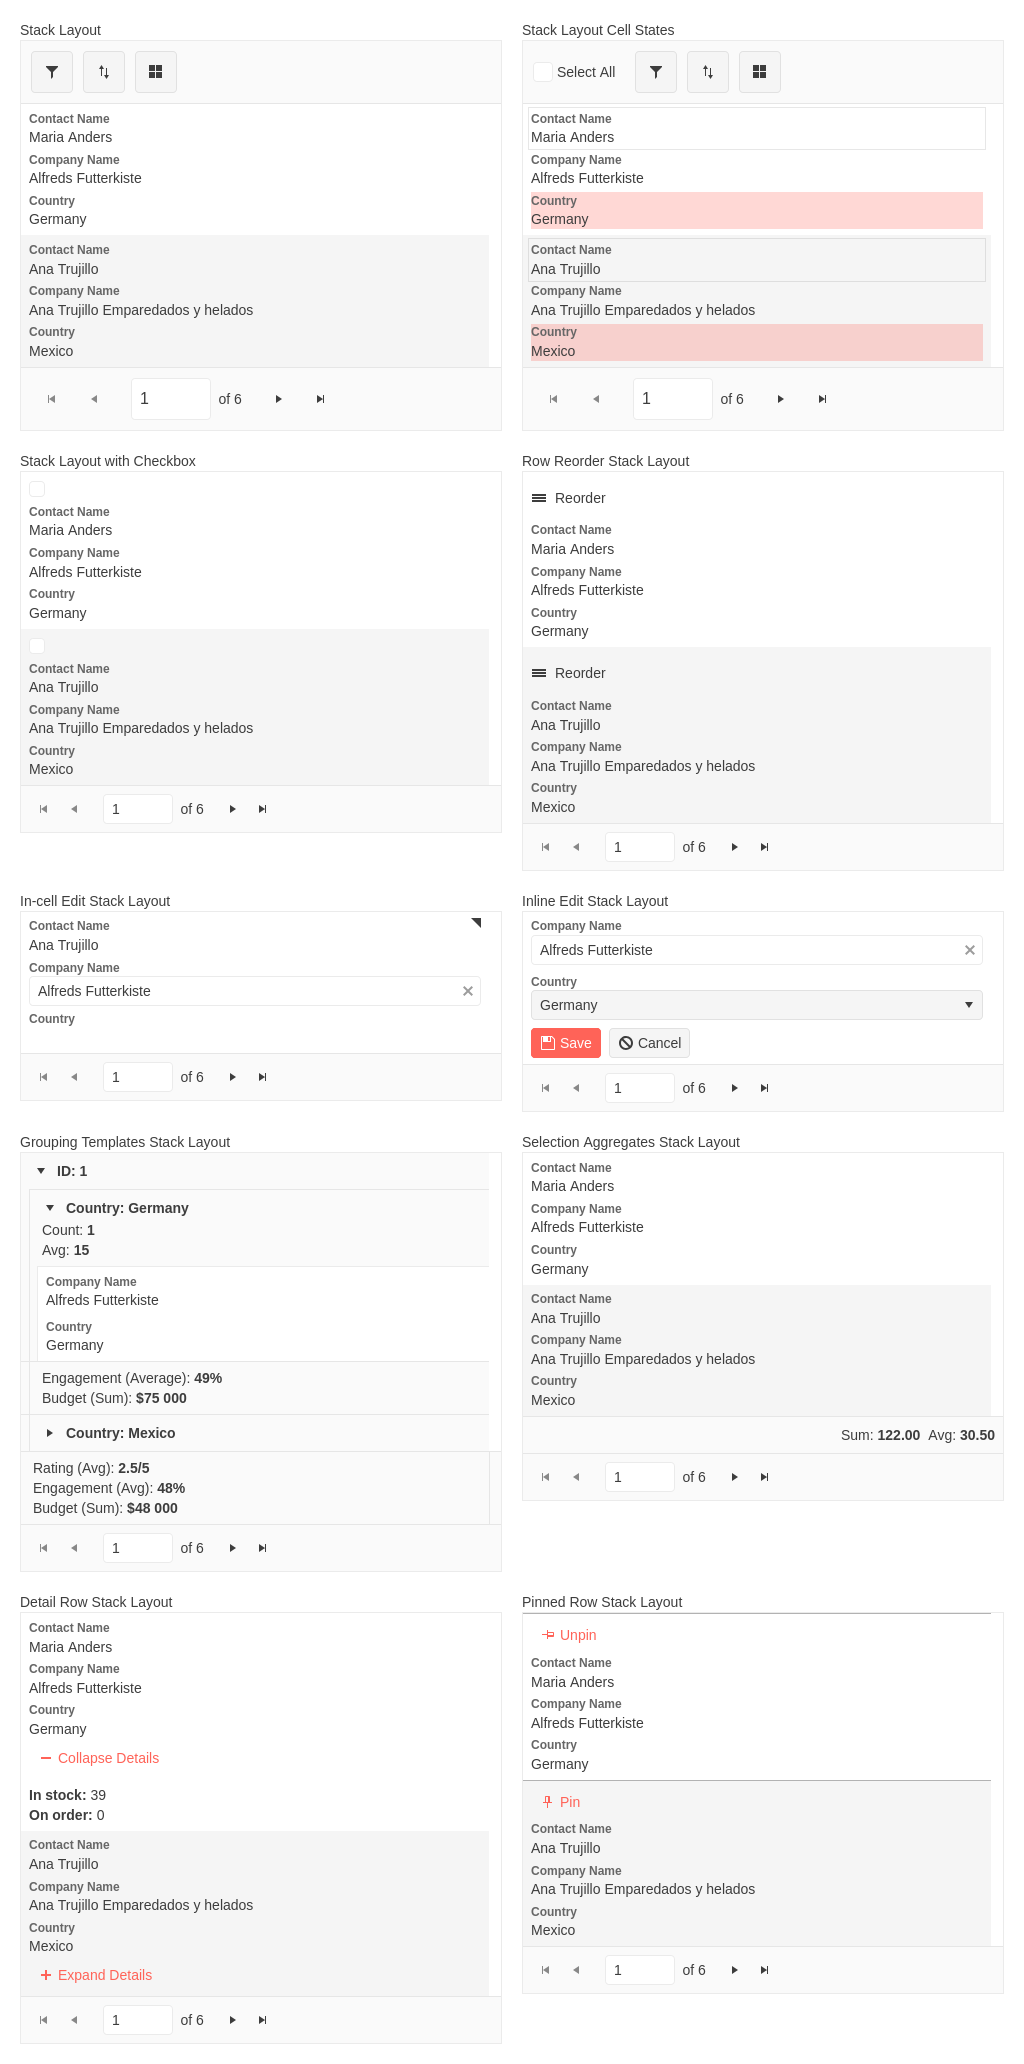 Stack Layout
Contact Name
Maria Anders
Company Name
Alfreds Futterkiste
Country
Germany
Contact Name
Ana Trujillo
Company Name
Ana Trujillo Emparedados y helados
Country
Mexico
1 of 6
Stack Layout Cell States
Select All
Contact Name
Maria Anders
Company Name
Alfreds Futterkiste
Country
Germany
Contact Name
Ana Trujillo
Company Name
Ana Trujillo Emparedados y helados
Country
Mexico
1 of 6
Stack Layout with Checkbox
Contact Name
Maria Anders
Company Name
Alfreds Futterkiste
Country
Germany
Contact Name
Ana Trujillo
Company Name
Ana Trujillo Emparedados y helados
Country
Mexico
1 of 6
Row Reorder Stack Layout
Reorder
Contact Name
Maria Anders
Company Name
Alfreds Futterkiste
Country
Germany
Reorder
Contact Name
Ana Trujillo
Company Name
Ana Trujillo Emparedados y helados
Country
Mexico
1 of 6
In-cell Edit Stack Layout
Contact Name
Ana Trujillo
Company Name
Alfreds Futterkiste
Country
1 of 6
Inline Edit Stack Layout
Company Name
Alfreds Futterkiste
Country
Germany
Save Cancel
1 of 6
Grouping Templates Stack Layout
ID: 1
Country: Germany
Count: 1
Avg: 15
Company Name
Alfreds Futterkiste
Country
Germany
Engagement (Average): 49%
Budget (Sum): $75 000
Country: Mexico
Rating (Avg): 2.5/5
Engagement (Avg): 48%
Budget (Sum): $48 000
1 of 6
Selection Aggregates Stack Layout
Contact Name
Maria Anders
Company Name
Alfreds Futterkiste
Country
Germany
Contact Name
Ana Trujillo
Company Name
Ana Trujillo Emparedados y helados
Country
Mexico
Sum: 122.00 Avg: 30.50
1 of 6
Detail Row Stack Layout
Contact Name
Maria Anders
Company Name
Alfreds Futterkiste
Country
Germany
Collapse Details
In stock: 39
On order: 0
Contact Name
Ana Trujillo
Company Name
Ana Trujillo Emparedados y helados
Country
Mexico
Expand Details
1 of 6
Pinned Row Stack Layout
Unpin
Contact Name
Maria Anders
Company Name
Alfreds Futterkiste
Country
Germany
Pin
Contact Name
Ana Trujillo
Company Name
Ana Trujillo Emparedados y helados
Country
Mexico
1 of 6